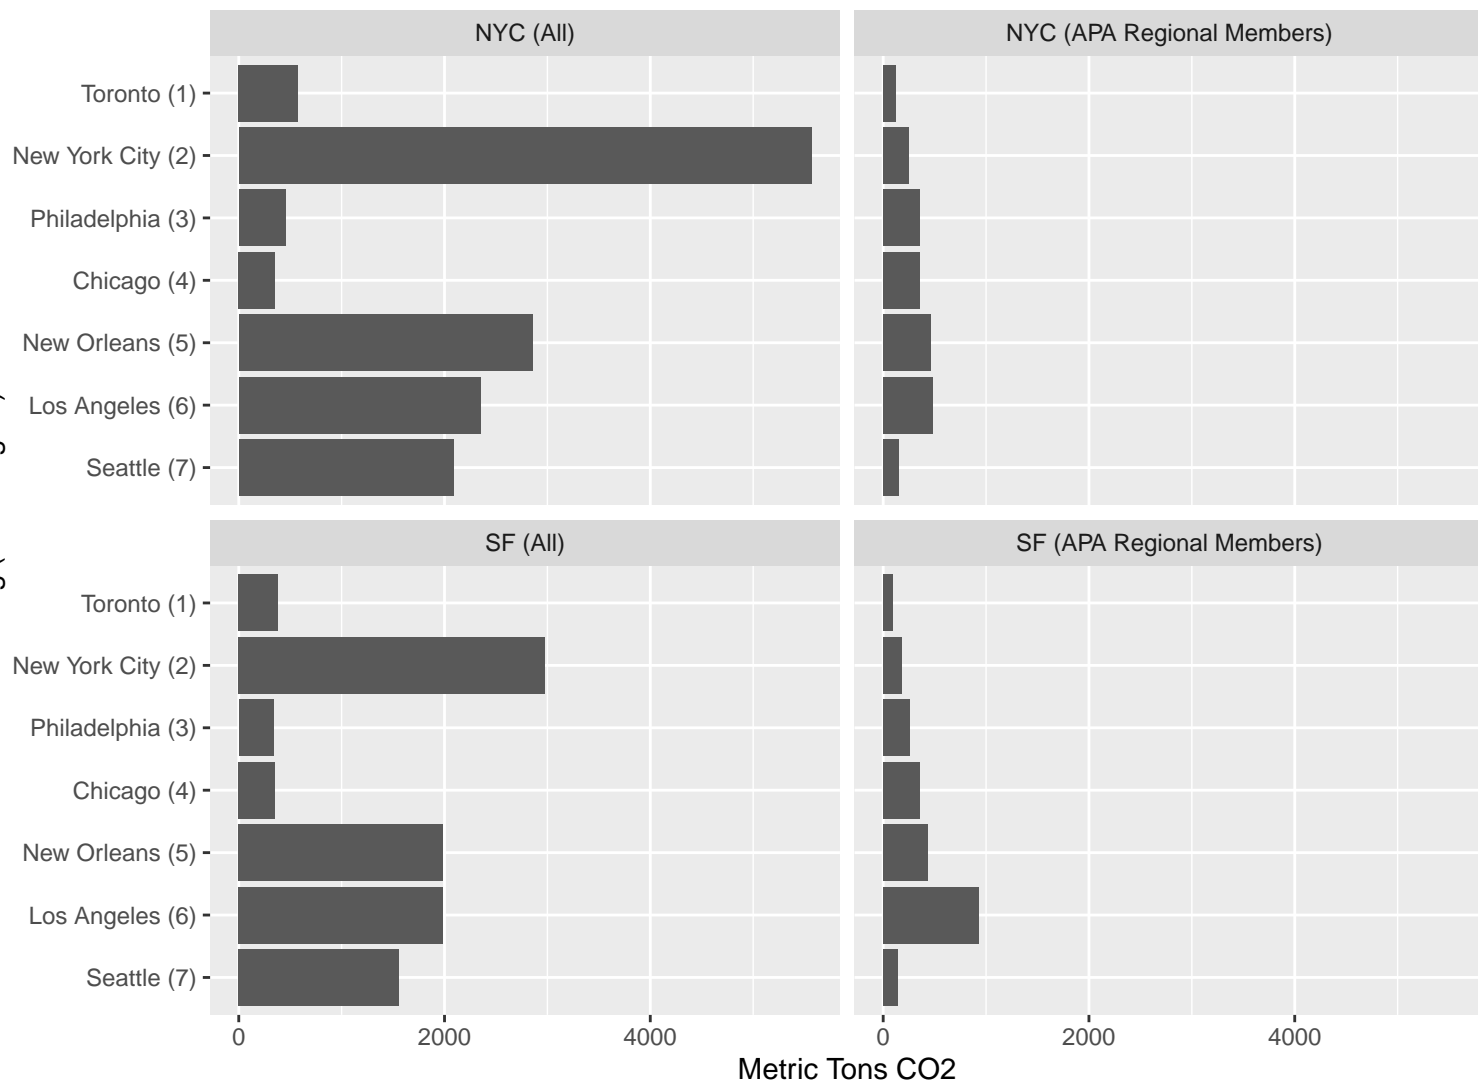 NYC (All)
NYC (APA Regional Members)
Toronto (1)
New York City (2)
Philadelphia (3)
Chicago (4)
New Orleans (5)
Los Angeles (6)
Seattle (7)
SF (All)
SF (APA Regional Members)
Toronto (1)
New York City (2)
Philadelphia (3)
Chicago (4)
New Orleans (5)
Los Angeles (6)
Seattle (7)
0 2000 4000
0 2000 4000
Metric Tons CO2